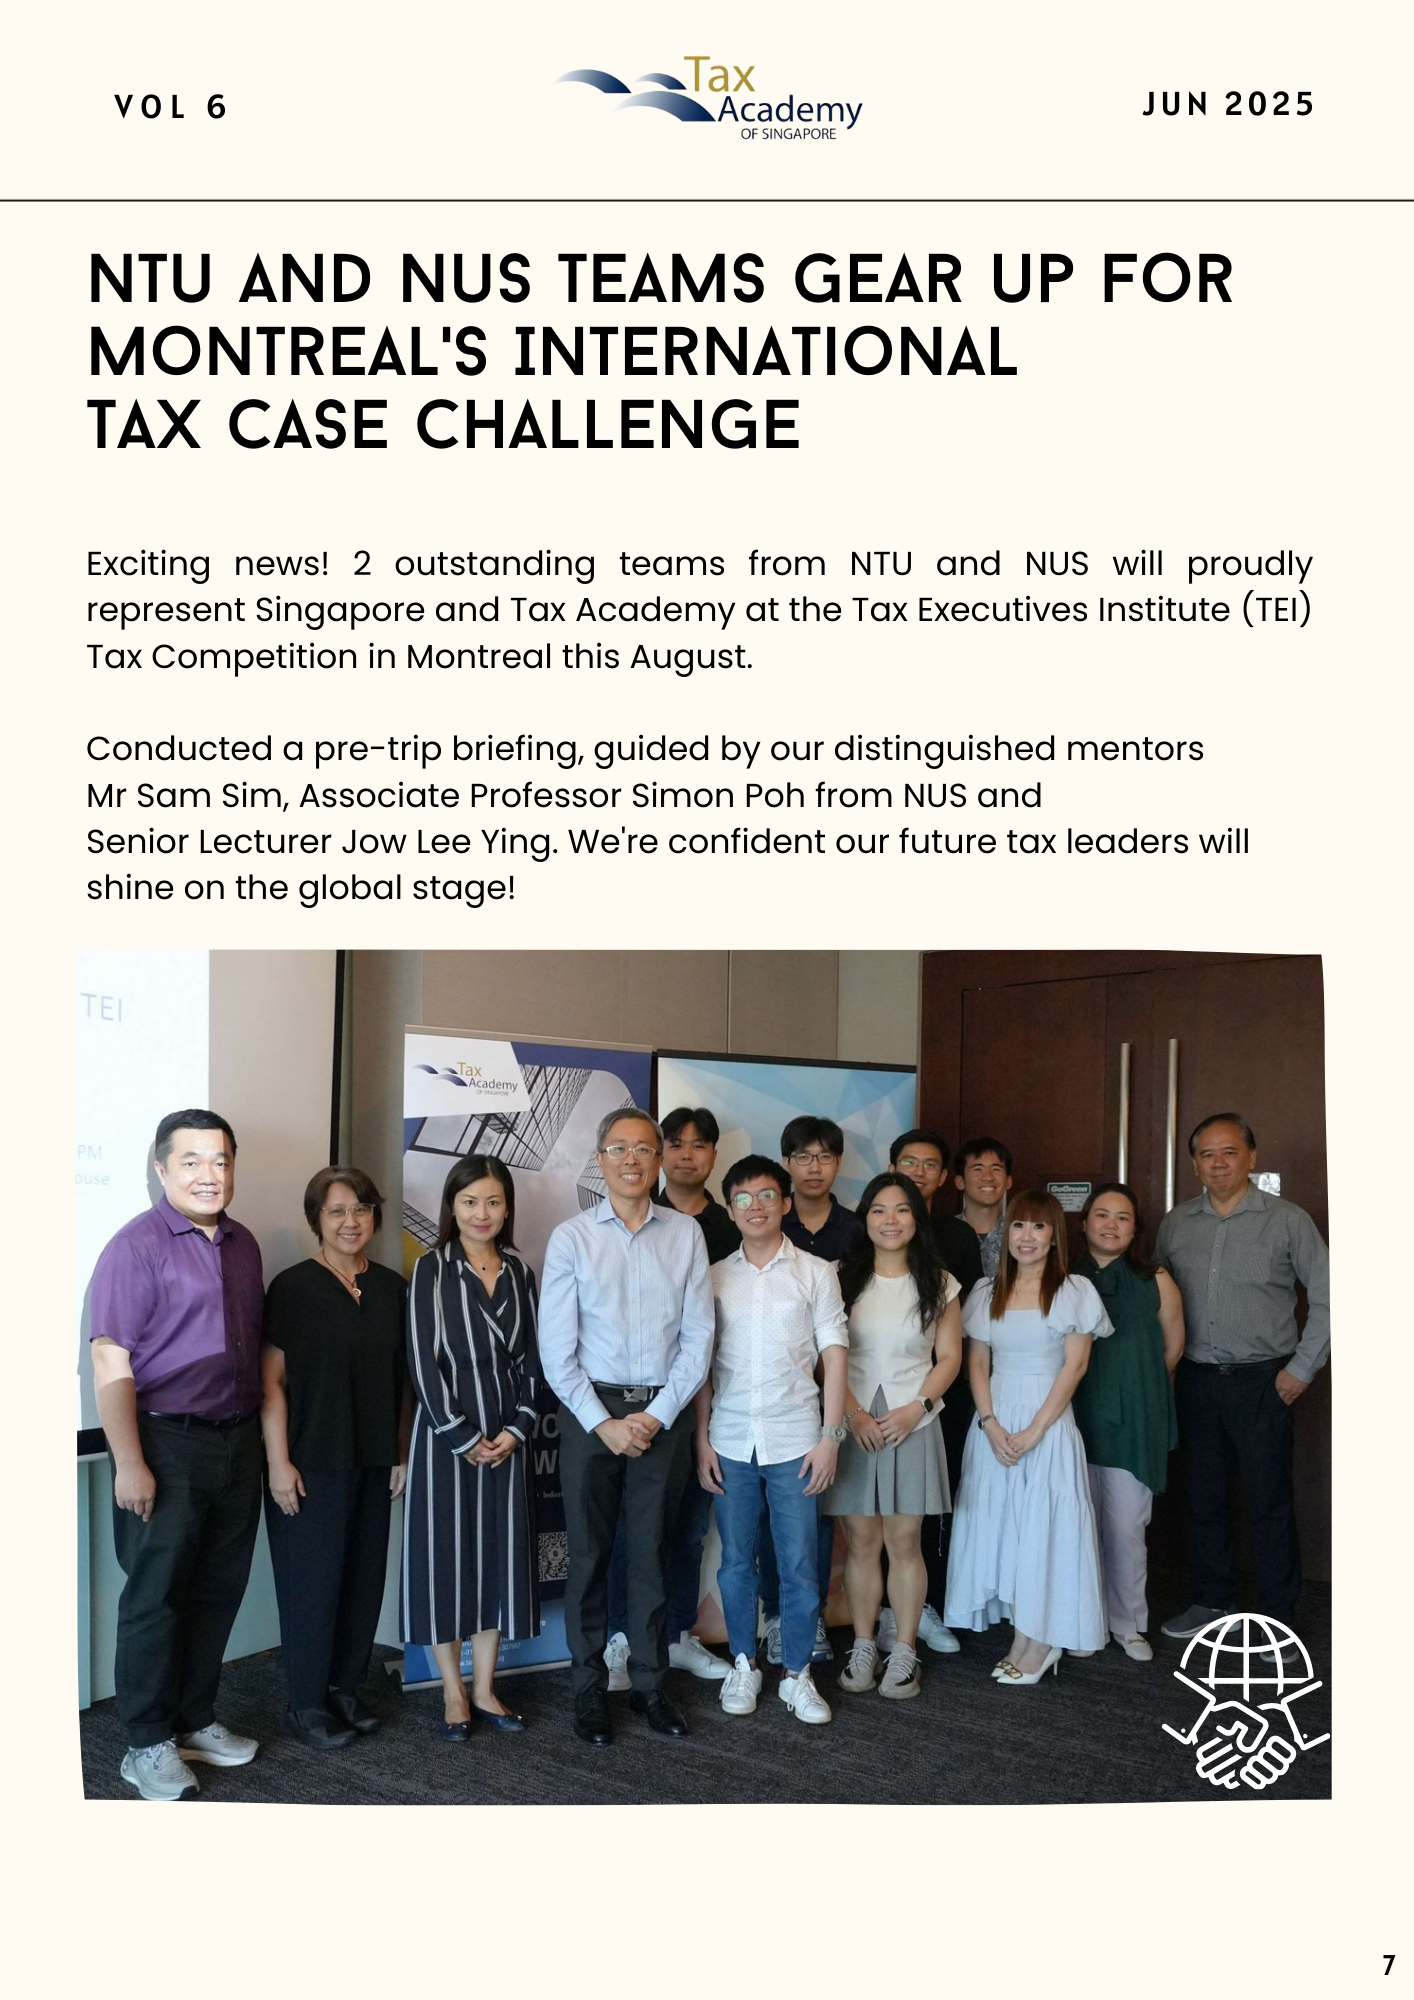 VOL 6
Tax
Academy
OF SINGAPORE
JUN 2025
NTU AND NUS TEAMS GEAR UP FOR
MONTREAL'S INTERNATIONAL
TAX CASE CHALLENGE
Exciting news! 2 outstanding teams from NTU and NUS will proudly
represent Singapore and Tax Academy at the Tax Executives Institute (TEI)
Tax Competition in Montreal this August.
Conducted a pre-trip briefing, guided by our distinguished mentors
Mr Sam Sim, Associate Professor Simon Poh from NUS and
Senior Lecturer Jow Lee Ying. We're confident our future tax leaders will
shine on the global stage!
TEI
PM
ouse
Tax
Academy
OF SINGAPORE
GoGreen
7